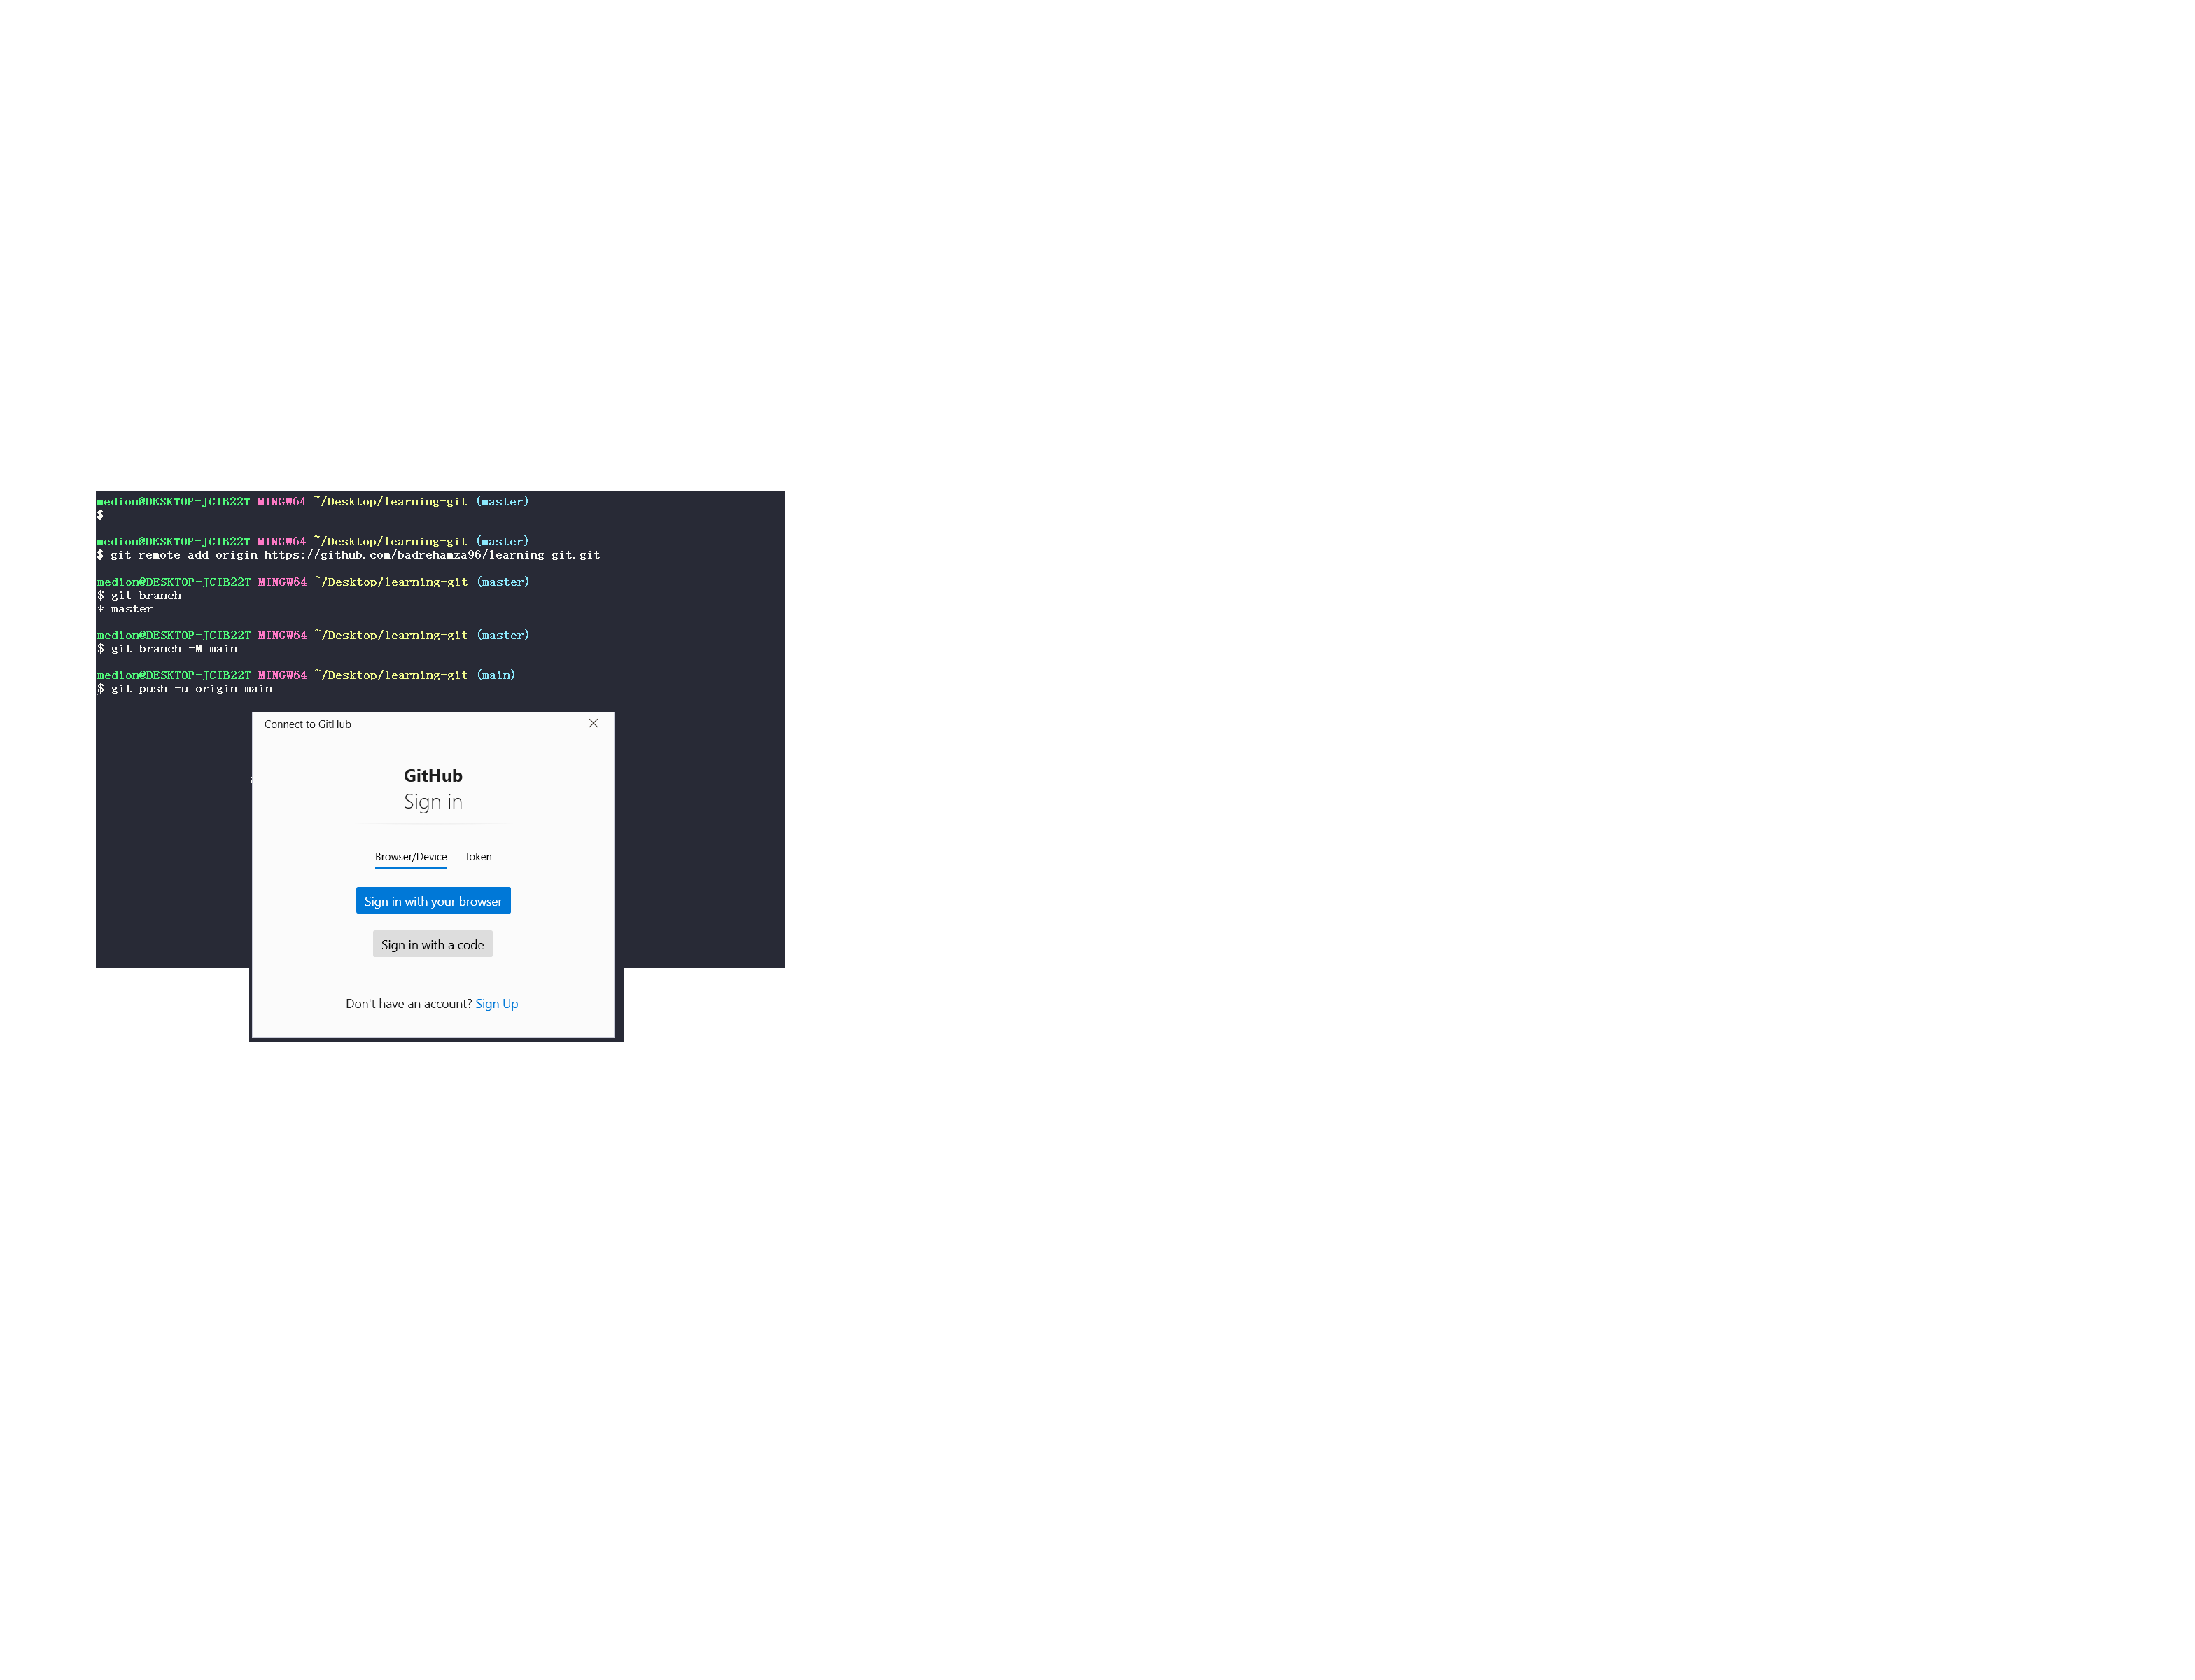 medion@DESKTOP-JCIB22T MINGW64 ~/Desktop/learning-git (master)
$
medion@DESKTOP-JCIB22T MINGW64 ~/Desktop/learning-git (master)
$ git remote add origin https://github.com/badrehamza96/learning-git.git
medion@DESKTOP-JCIB22T MINGW64 ~/Desktop/learning-git (master)
$ git branch
* master
medion@DESKTOP-JCIB22T MINGW64 ~/Desktop/learning-git (master)
$ git branch -M main
medion@DESKTOP-JCIB22T MINGW64 ~/Desktop/learning-git (main)
$ git push -u origin main
Connect to GitHub
GitHub
Sign in
Browser/Device Token
Sign in with your browser
Sign in with a code
Don't have an account? Sign Up